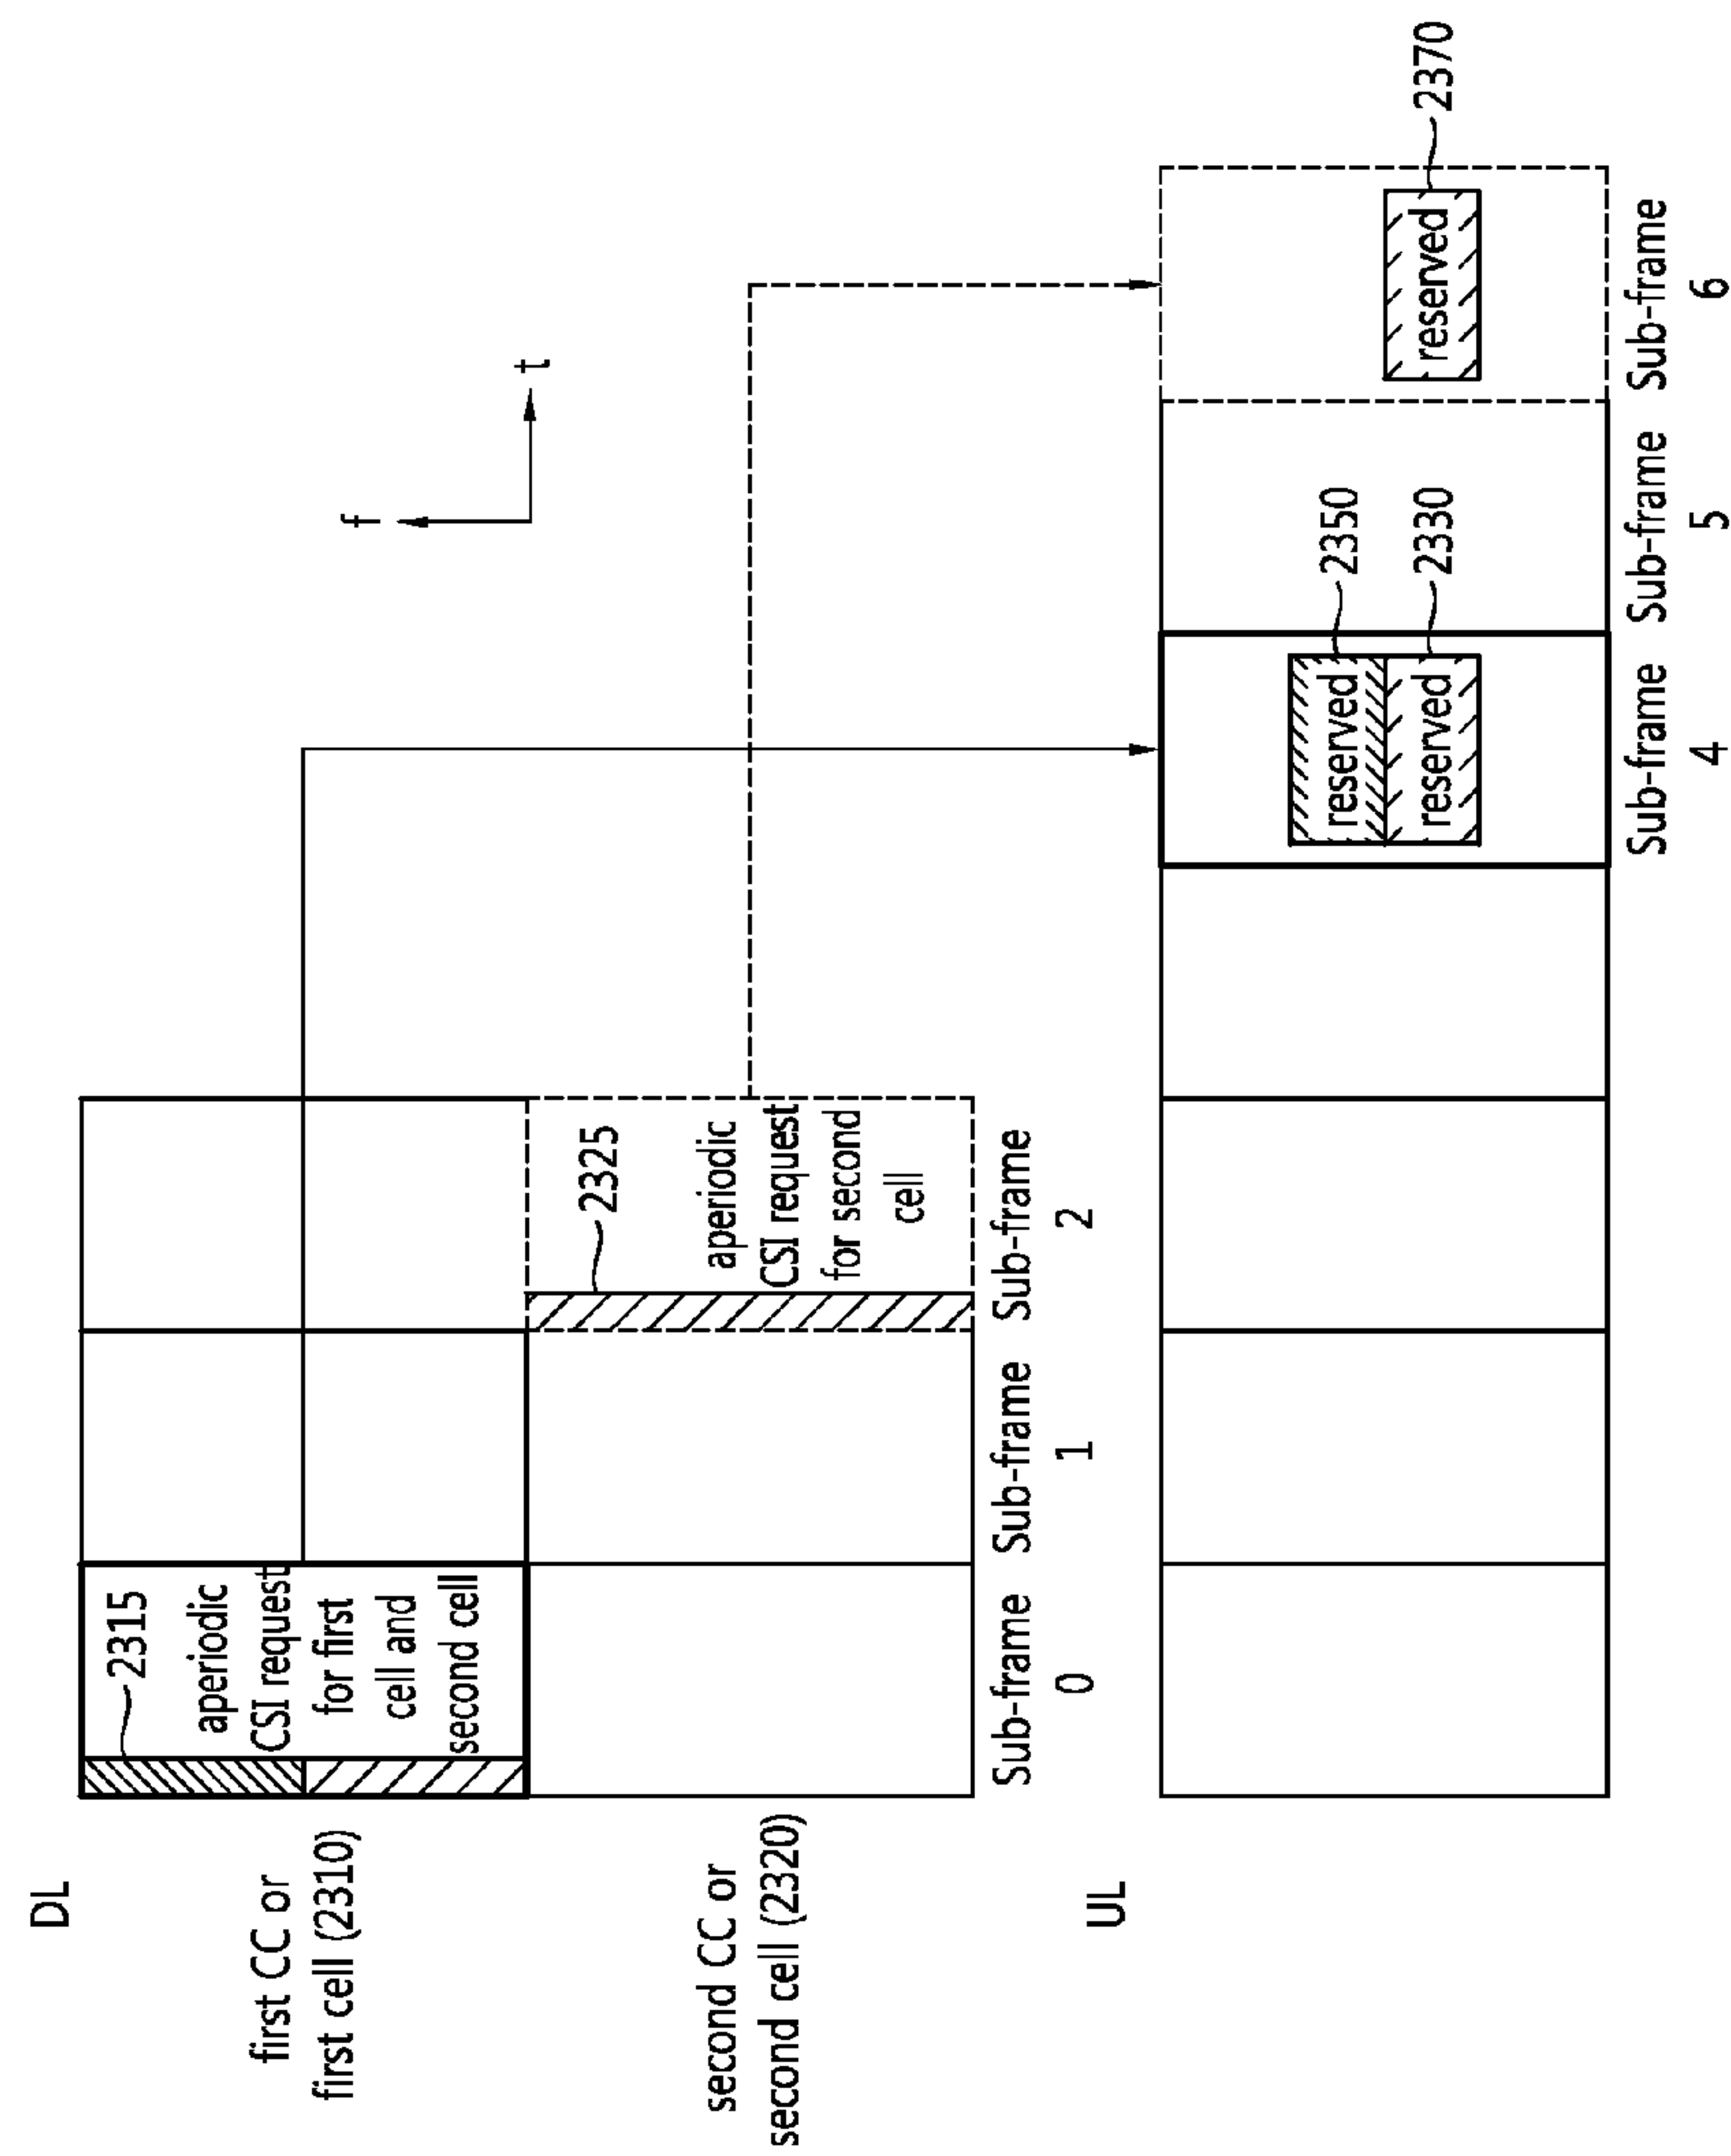 DL
first CC or
first cell (2310)
2315
aperiodic
CSI request
for first
cell and
second cell
f
t
second CC or
second cell (2320)
2325
aperiodic
CSI request
for second
cell
Sub-frame
0
Sub-frame
1
Sub-frame
2
UL
reserved
2350
reserved
2330
reserved
2370
Sub-frame
4
Sub-frame
5
Sub-frame
6